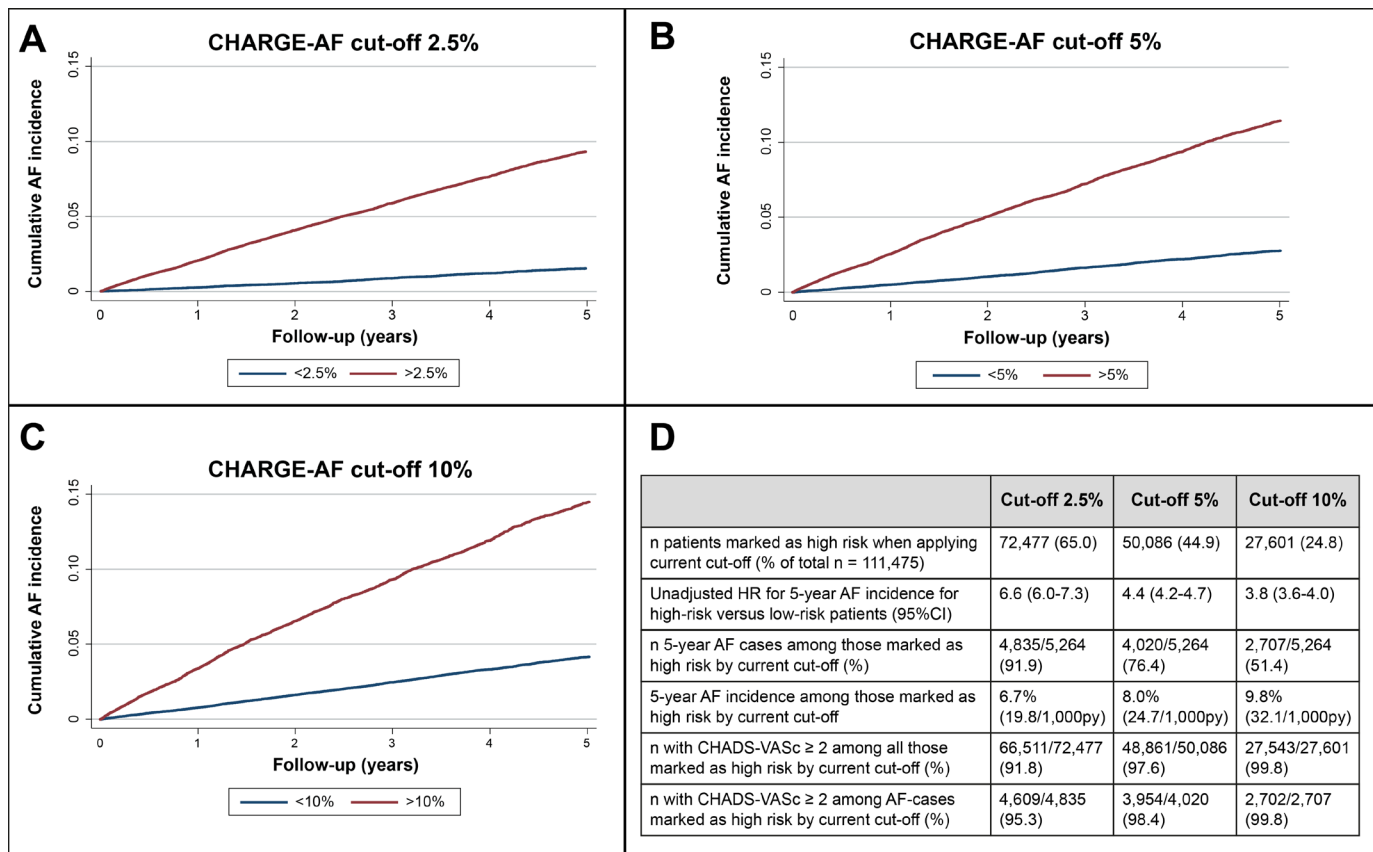 A
CHARGE-AF cut-off 2.5%
Cumulative AF incidence
0.15
0.10
0.05
0
0 1 2 3 4 5
Follow-up (years)
<2.5% >2.5%
B
CHARGE-AF cut-off 5%
Cumulative AF incidence
0.15
0.10
0.05
0
0 1 2 3 4 5
Follow-up (years)
<5% >5%
C
CHARGE-AF cut-off 10%
Cumulative AF incidence
0.15
0.10
0.05
0
0 1 2 3 4 5
Follow-up (years)
<10% >10%
D
Cut-off 2.5% Cut-off 5% Cut-off 10%
n patients marked as high risk when applying
current cut-off (% of total n = 111,475)
72,477 (65.0) 50,086 (44.9) 27,601 (24.8)
Unadjusted HR for 5-year AF incidence for
high-risk versus low-risk patients (95%CI)
6.6 (6.0-7.3) 4.4 (4.2-4.7) 3.8 (3.6-4.0)
n 5-year AF cases among those marked as
high risk by current cut-off (%)
4,835/5,264 4,020/5,264 2,707/5,264
(91.9) (76.4) (51.4)
5-year AF incidence among those marked as
high risk by current cut-off
6.7% 8.0% 9.8%
(19.8/1,000py) (24.7/1,000py) (32.1/1,000py)
n with CHADS-VASc ≥ 2 among all those
marked as high risk by current cut-off (%)
66,511/72,477 48,861/50,086 27,543/27,601
(91.8) (97.6) (99.8)
n with CHADS-VASc ≥ 2 among AF-cases
marked as high risk by current cut-off (%)
4,609/4,835 3,954/4,020 2,702/2,707
(95.3) (98.4) (99.8)